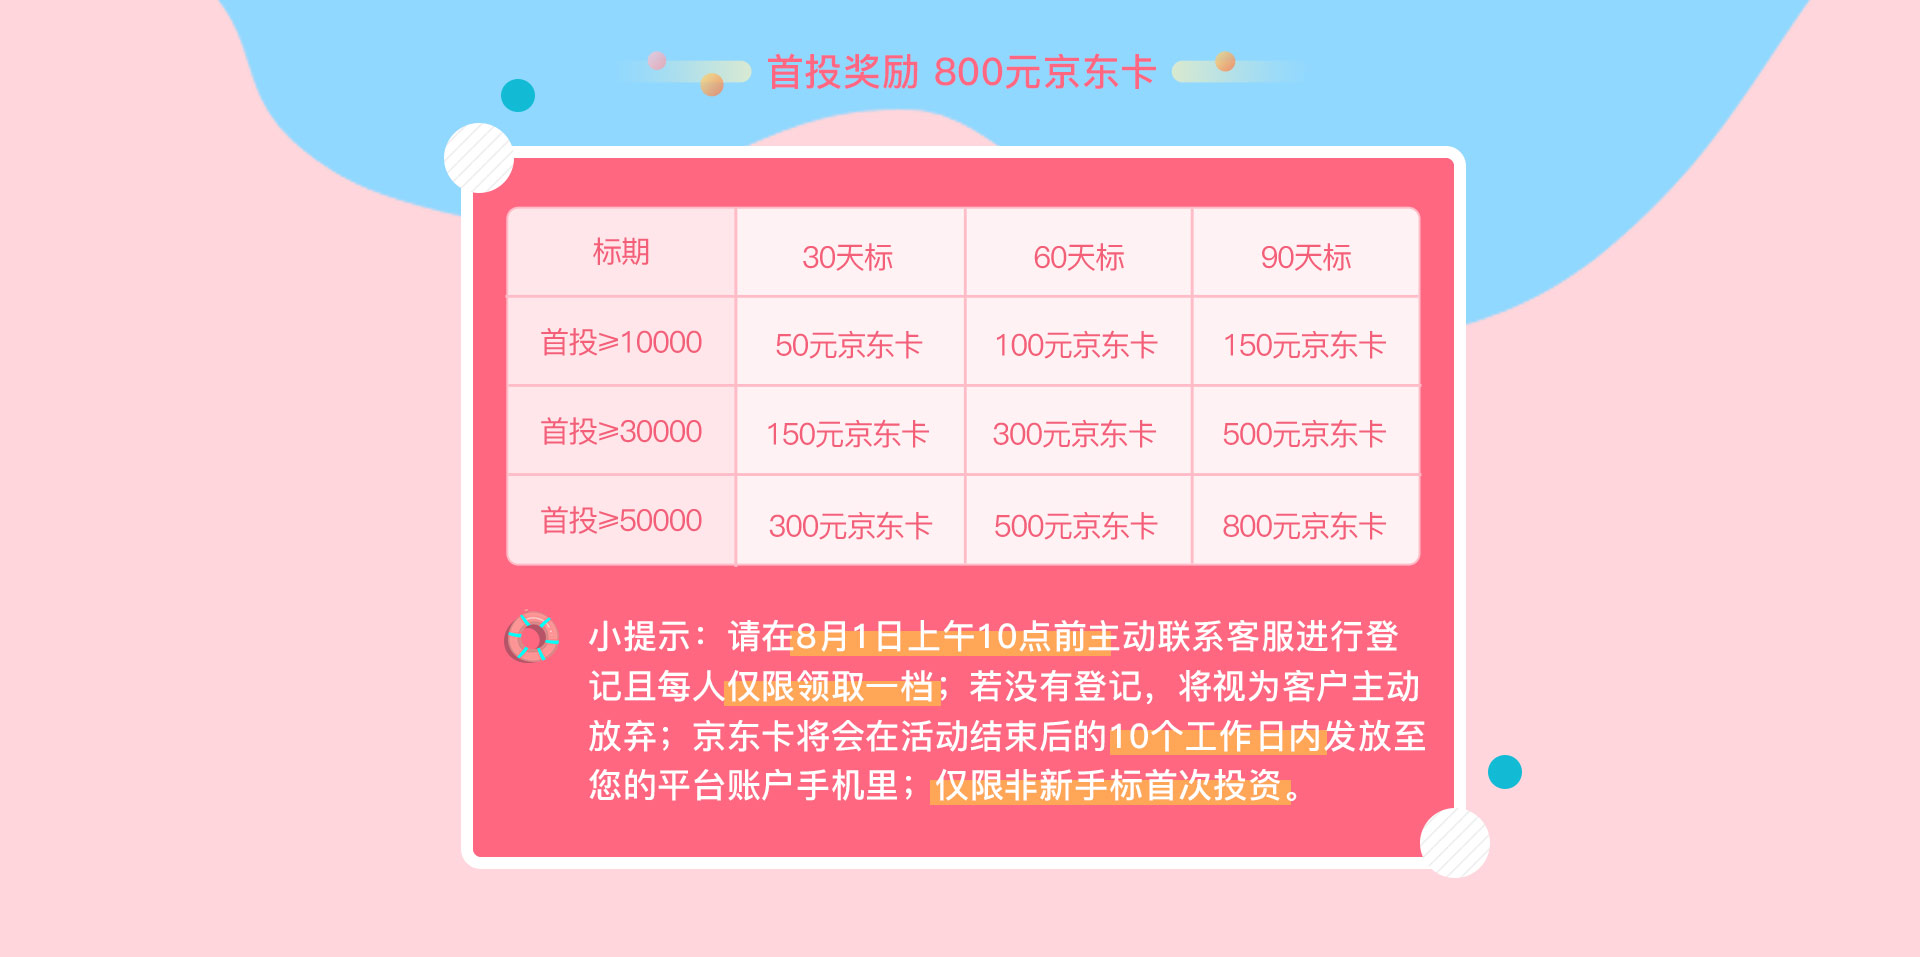 首投奖励 800元京东卡
标期 30天标 60天标 90天标
首投⩾10000 50元京东卡 100元京东卡 150元京东卡
首投⩾30000 150元京东卡 300元京东卡 500元京东卡
首投⩾50000 300元京东卡 500元京东卡 800元京东卡
小提示：请在8月1日上午10点前主动联系客服进行登
记且每人仅限领取一档；若没有登记，将视为客户主动
放弃；京东卡将会在活动结束后的10个工作日内发放至
您的平台账户手机里；仅限非新手标首次投资。